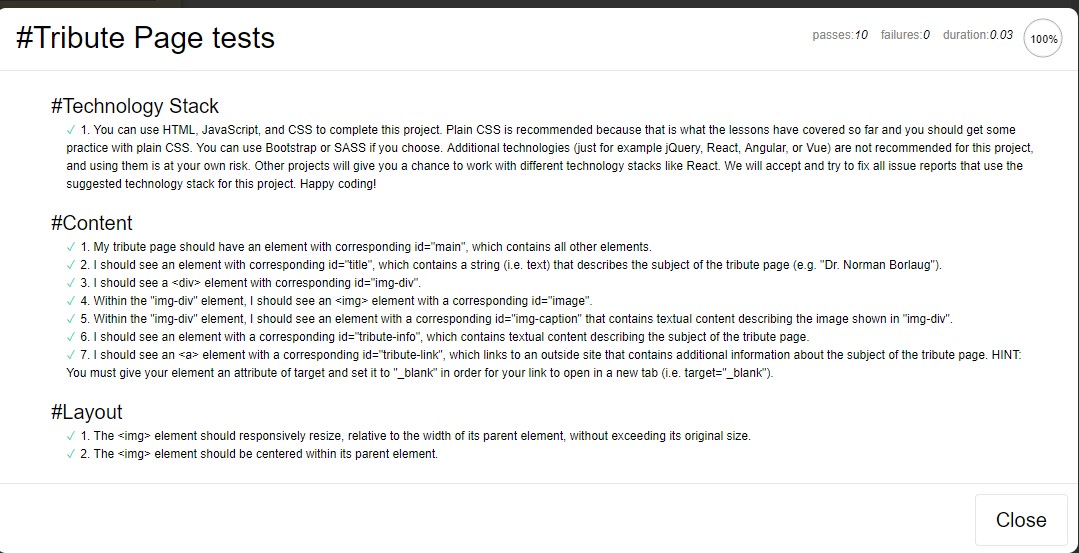 #Tribute Page tests
passes:10 failures:0 duration:0.03 100%
#Technology Stack
✓ 1. You can use HTML, JavaScript, and CSS to complete this project. Plain CSS is recommended because that is what the lessons have covered so far and you should get some
practice with plain CSS. You can use Bootstrap or SASS if you choose. Additional technologies (just for example jQuery, React, Angular, or Vue) are not recommended for this project,
and using them is at your own risk. Other projects will give you a chance to work with different technology stacks like React. We will accept and try to fix all issue reports that use the
suggested technology stack for this project. Happy coding!
#Content
✓ 1. My tribute page should have an element with corresponding id="main", which contains all other elements.
✓ 2. I should see an element with corresponding id="title", which contains a string (i.e. text) that describes the subject of the tribute page (e.g. "Dr. Norman Borlaug").
✓ 3. I should see a <div> element with corresponding id="img-div".
✓ 4. Within the "img-div" element, I should see an <img> element with a corresponding id="image".
✓ 5. Within the "img-div" element, I should see an element with a corresponding id="img-caption" that contains textual content describing the image shown in "img-div".
✓ 6. I should see an element with a corresponding id="tribute-info", which contains textual content describing the subject of the tribute page.
✓ 7. I should see an <a> element with a corresponding id="tribute-link", which links to an outside site that contains additional information about the subject of the tribute page. HINT:
You must give your element an attribute of target and set it to "_blank" in order for your link to open in a new tab (i.e. target="_blank").
#Layout
✓ 1. The <img> element should responsively resize, relative to the width of its parent element, without exceeding its original size.
✓ 2. The <img> element should be centered within its parent element.
Close